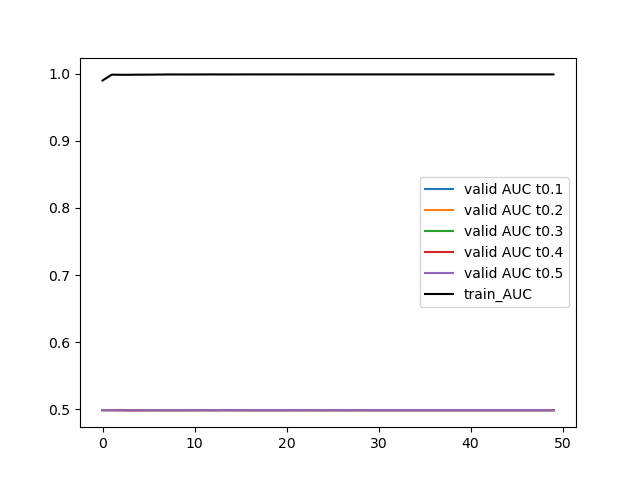 1.0
0.9
0.8
0.7
0.6
0.5
0
10
20
30
40
50
valid AUC t0.1
valid AUC t0.2
valid AUC t0.3
valid AUC t0.4
valid AUC t0.5
train_AUC